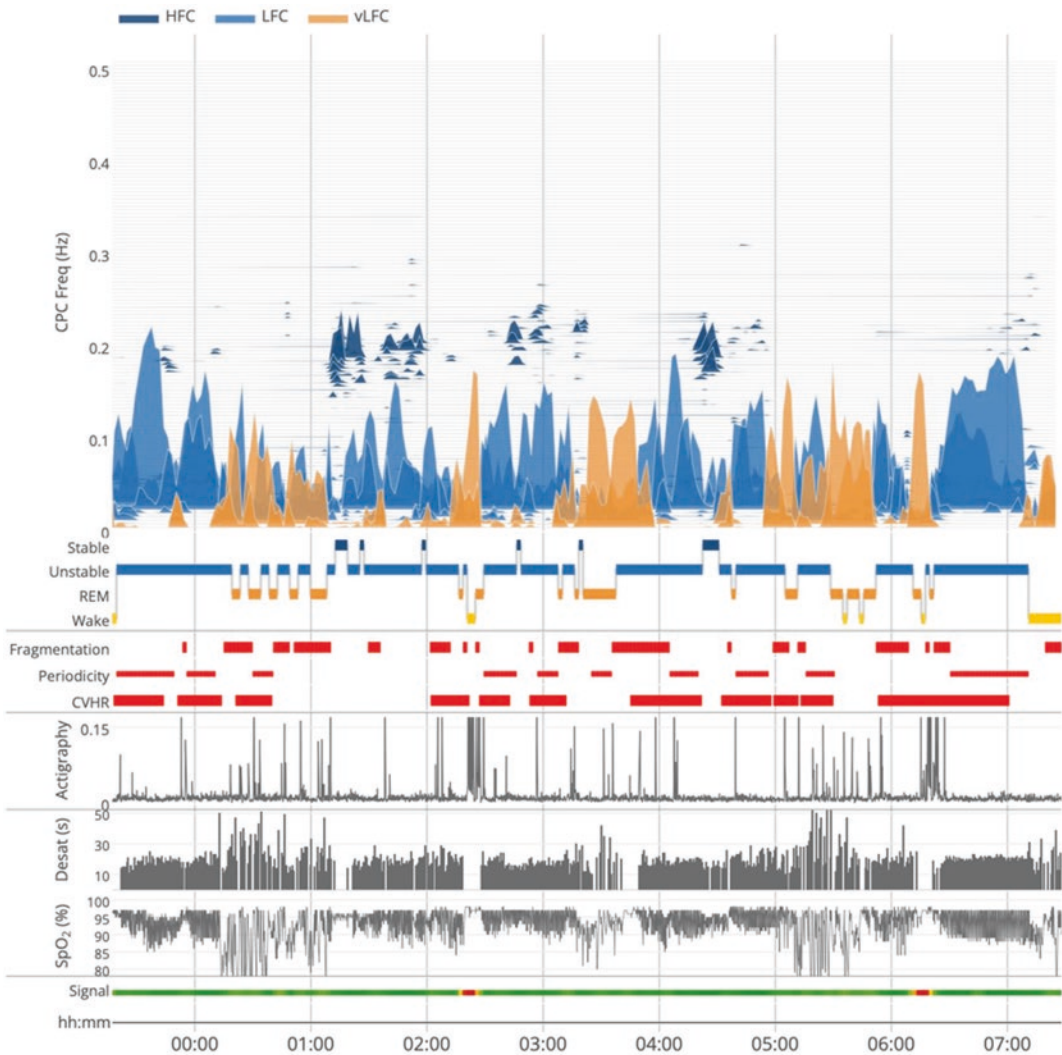 HFC LFC vLFC
CPC Freq (Hz)
0.5
0.4
0.3
0.2
0.1
0
Stable
Unstable
REM
Wake
Fragmentation
Periodicity
CVHR
Actigraphy
0.15
0
Desat (s)
50
30
10
SpO₂ (%)
100
95
90
85
80
Signal
hh:mm
00:00 01:00 02:00 03:00 04:00 05:00 06:00 07:00